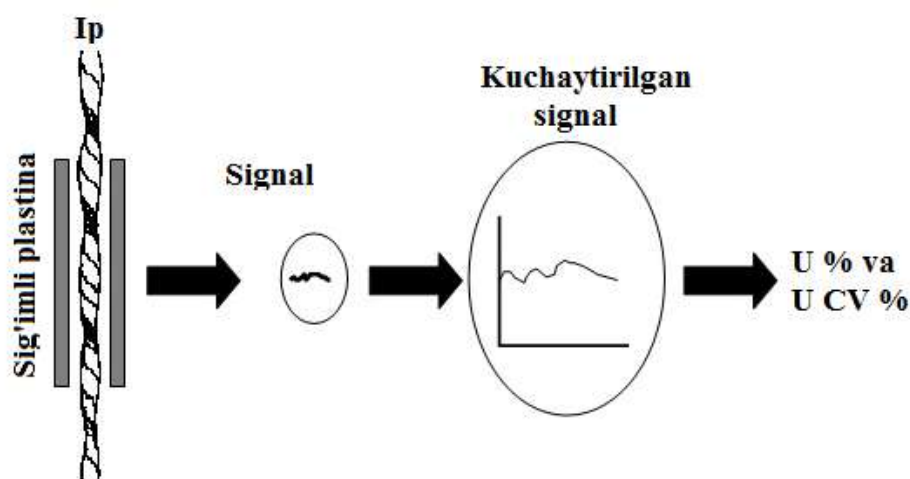 Ip
Sig'imli plastina
Signal
Kuchaytirilgan
signal
U % va
U CV %